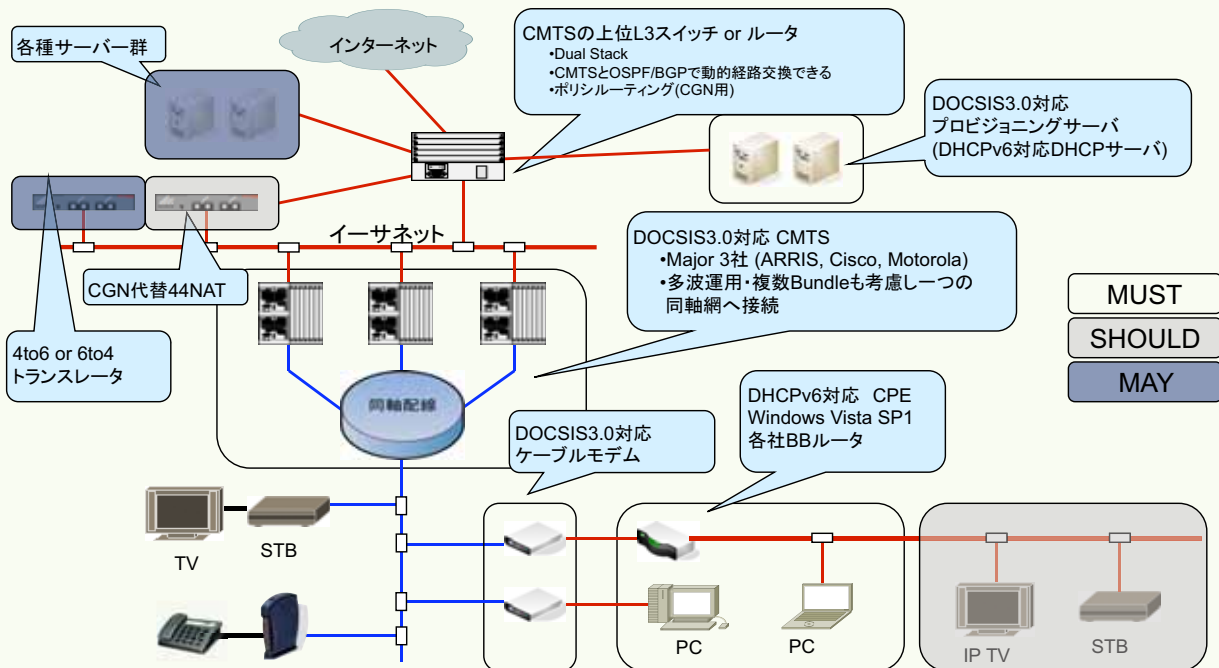 各種サーバー群
インターネット
CMTSの上位L3スイッチ or ルータ
•Dual Stack
•CMTSとOSPF/BGPで動的経路交換できる
•ポリシルーティング(CGN用)
DOCSIS3.0対応
プロビジョニングサーバ
(DHCPv6対応DHCPサーバ)
イーサネット
CGN代替44NAT
4to6 or 6to4
トランスレータ
DOCSIS3.0対応 CMTS
•Major 3社 (ARRIS, Cisco, Motorola)
•多波運用・複数Bundleも考慮し一つの
同軸網へ接続
MUST
SHOULD
MAY
同軸配線
DOCSIS3.0対応
ケーブルモデム
DHCPv6対応 CPE
Windows Vista SP1
各社BBルータ
TV
STB
PC
PC
IP TV
STB